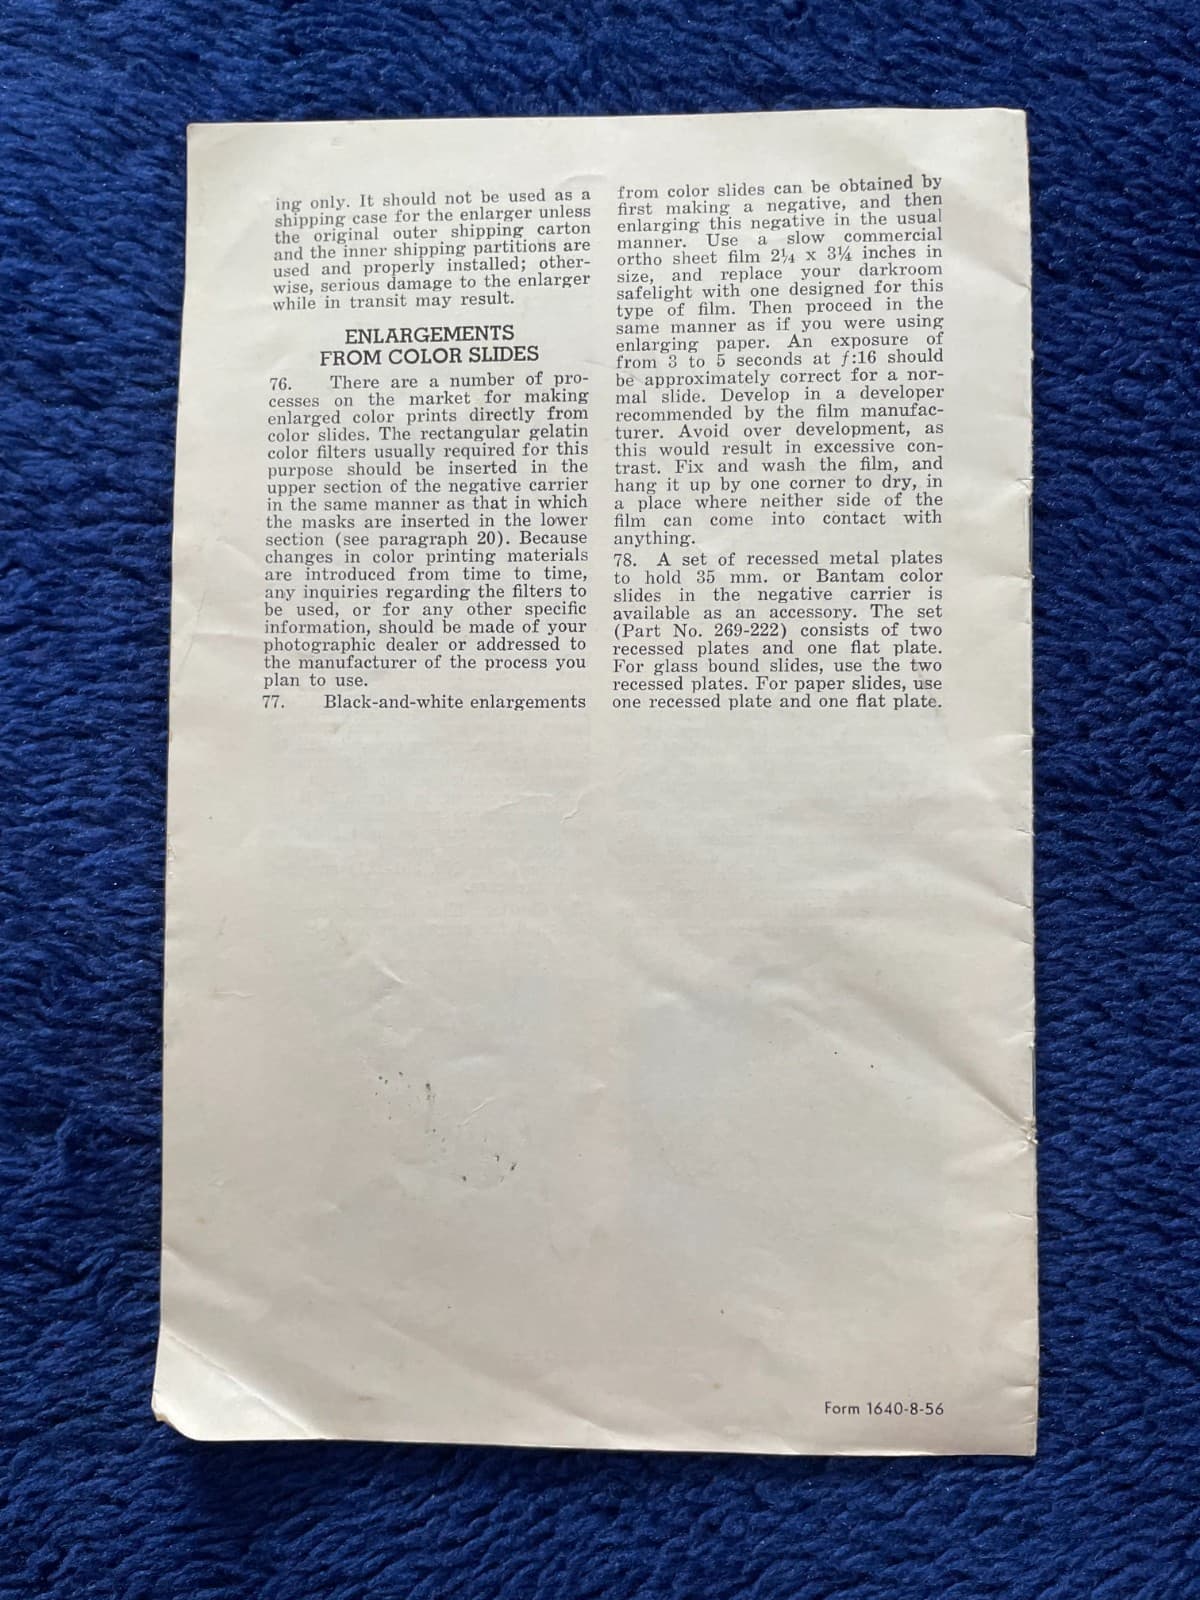 ing only. It should not be used as a
shipping case for the enlarger unless
the original outer shipping carton
and the inner shipping partitions are
used and properly installed; other-
wise, serious damage to the enlarger
while in transit may result.
ENLARGEMENTS
FROM COLOR SLIDES
76. There are a number of pro-
cesses on the market for making
enlarged color prints directly from
color slides. The rectangular gelatin
color filters usually required for this
purpose should be inserted in the
upper section of the negative carrier
in the same manner as that in which
the masks are inserted in the lower
section (see paragraph 20). Because
changes in color printing materials
are introduced from time to time,
any inquiries regarding the filters to
be used, or for any other specific
information, should be made of your
photographic dealer or addressed to
the manufacturer of the process you
plan to use.
77. Black-and-white enlargements
from color slides can be obtained by
first making a negative, and then
enlarging this negative in the usual
manner. Use a slow commercial
ortho sheet film 2¼ x 3¼ inches in
size, and replace your darkroom
safelight with one designed for this
type of film. Then proceed in the
same manner as if you were using
enlarging paper. An exposure of
from 3 to 5 seconds at f:16 should
be approximately correct for a nor-
mal slide. Develop in a developer
recommended by the film manufac-
turer. Avoid over development, as
this would result in excessive con-
trast. Fix and wash the film, and
hang it up by one corner to dry, in
a place where neither side of the
film can come into contact with
anything.
78. A set of recessed metal plates
to hold 35 mm. or Bantam color
slides in the negative carrier is
available as an accessory. The set
(Part No. 269-222) consists of two
recessed plates and one flat plate.
For glass bound slides, use the two
recessed plates. For paper slides, use
one recessed plate and one flat plate.
Form 1640-8-56